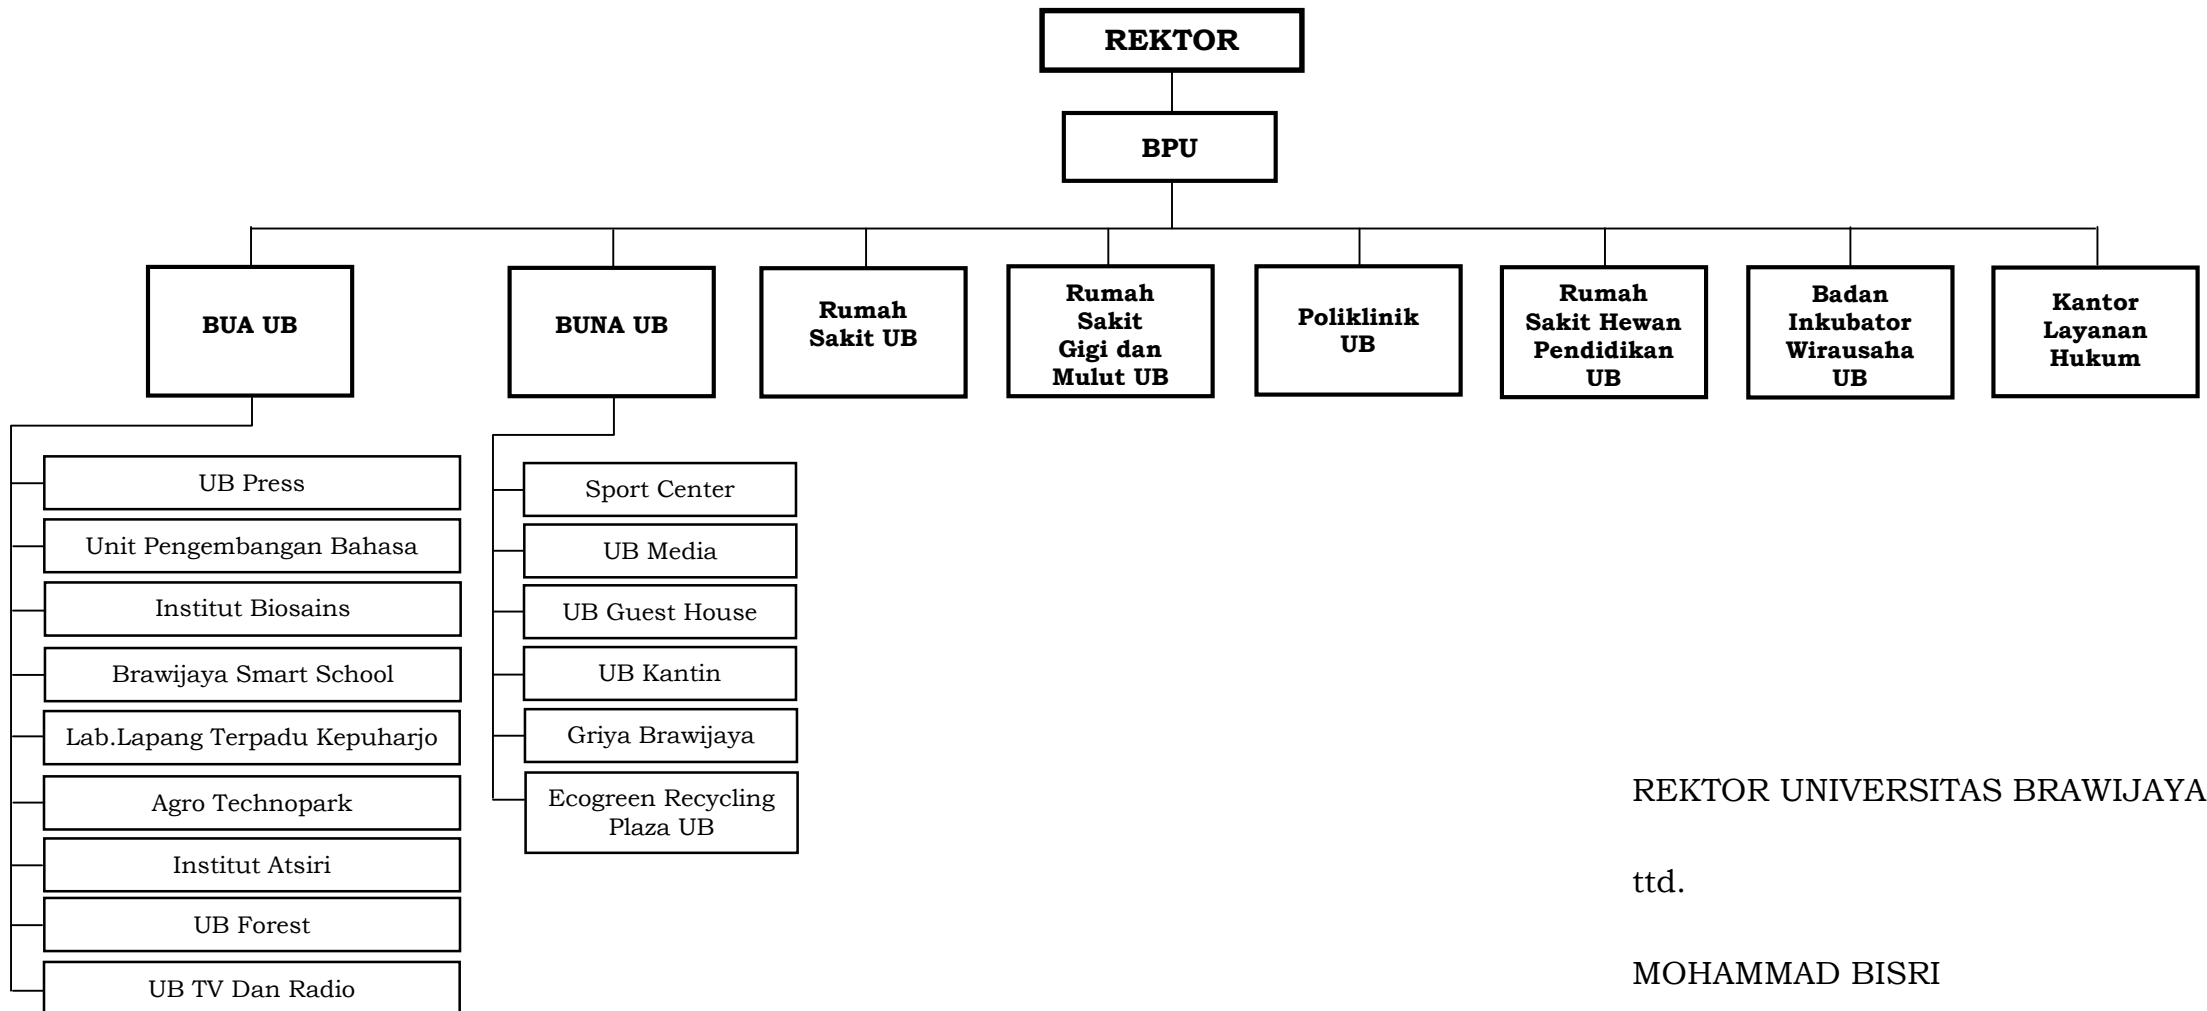 REKTOR
BPU
BUA UB
BUNA UB
Rumah
Sakit UB
Rumah
Sakit
Gigi dan
Mulut UB
Poliklinik
UB
Rumah
Sakit Hewan
Pendidikan
UB
Badan
Inkubator
Wirausaha
UB
Kantor
Layanan
Hukum
UB Press
Unit Pengembangan Bahasa
Institut Biosains
Brawijaya Smart School
Lab.Lapang Terpadu Kepuharjo
Agro Technopark
Institut Atsiri
UB Forest
UB TV Dan Radio
Sport Center
UB Media
UB Guest House
UB Kantin
Griya Brawijaya
Ecogreen Recycling
Plaza UB
REKTOR UNIVERSITAS BRAWIJAYA
ttd.
MOHAMMAD BISRI